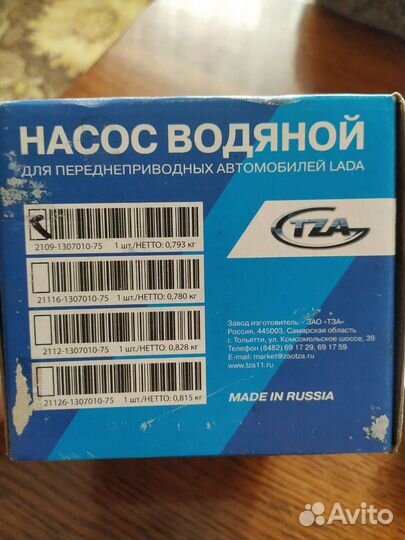 НАСОС ВОДЯНОЙ
ДЛЯ ПЕРЕДНЕПРИВОДНЫХ АВТОМОБИЛЕЙ LADA
2109-1307010-75 1 шт./НЕТТО: 0,793 кг
21116-1307010-75 1 шт./НЕТТО: 0,780 кг
2112-1307010-75 1 шт./НЕТТО: 0,828 кг
21126-1307010-75 1 шт./НЕТТО: 0,815 кг
TZA
Завод изготовитель - ЗАО «ТЗА»
Россия, 445003, Самарская область
г. Тольятти, ул. Комсомольское шоссе, 39
Телефон (8482) 69 17 29, 69 17 59
E-mail: market@zaotza.ru
www.tza11.ru
MADE IN RUSSIA
Avito